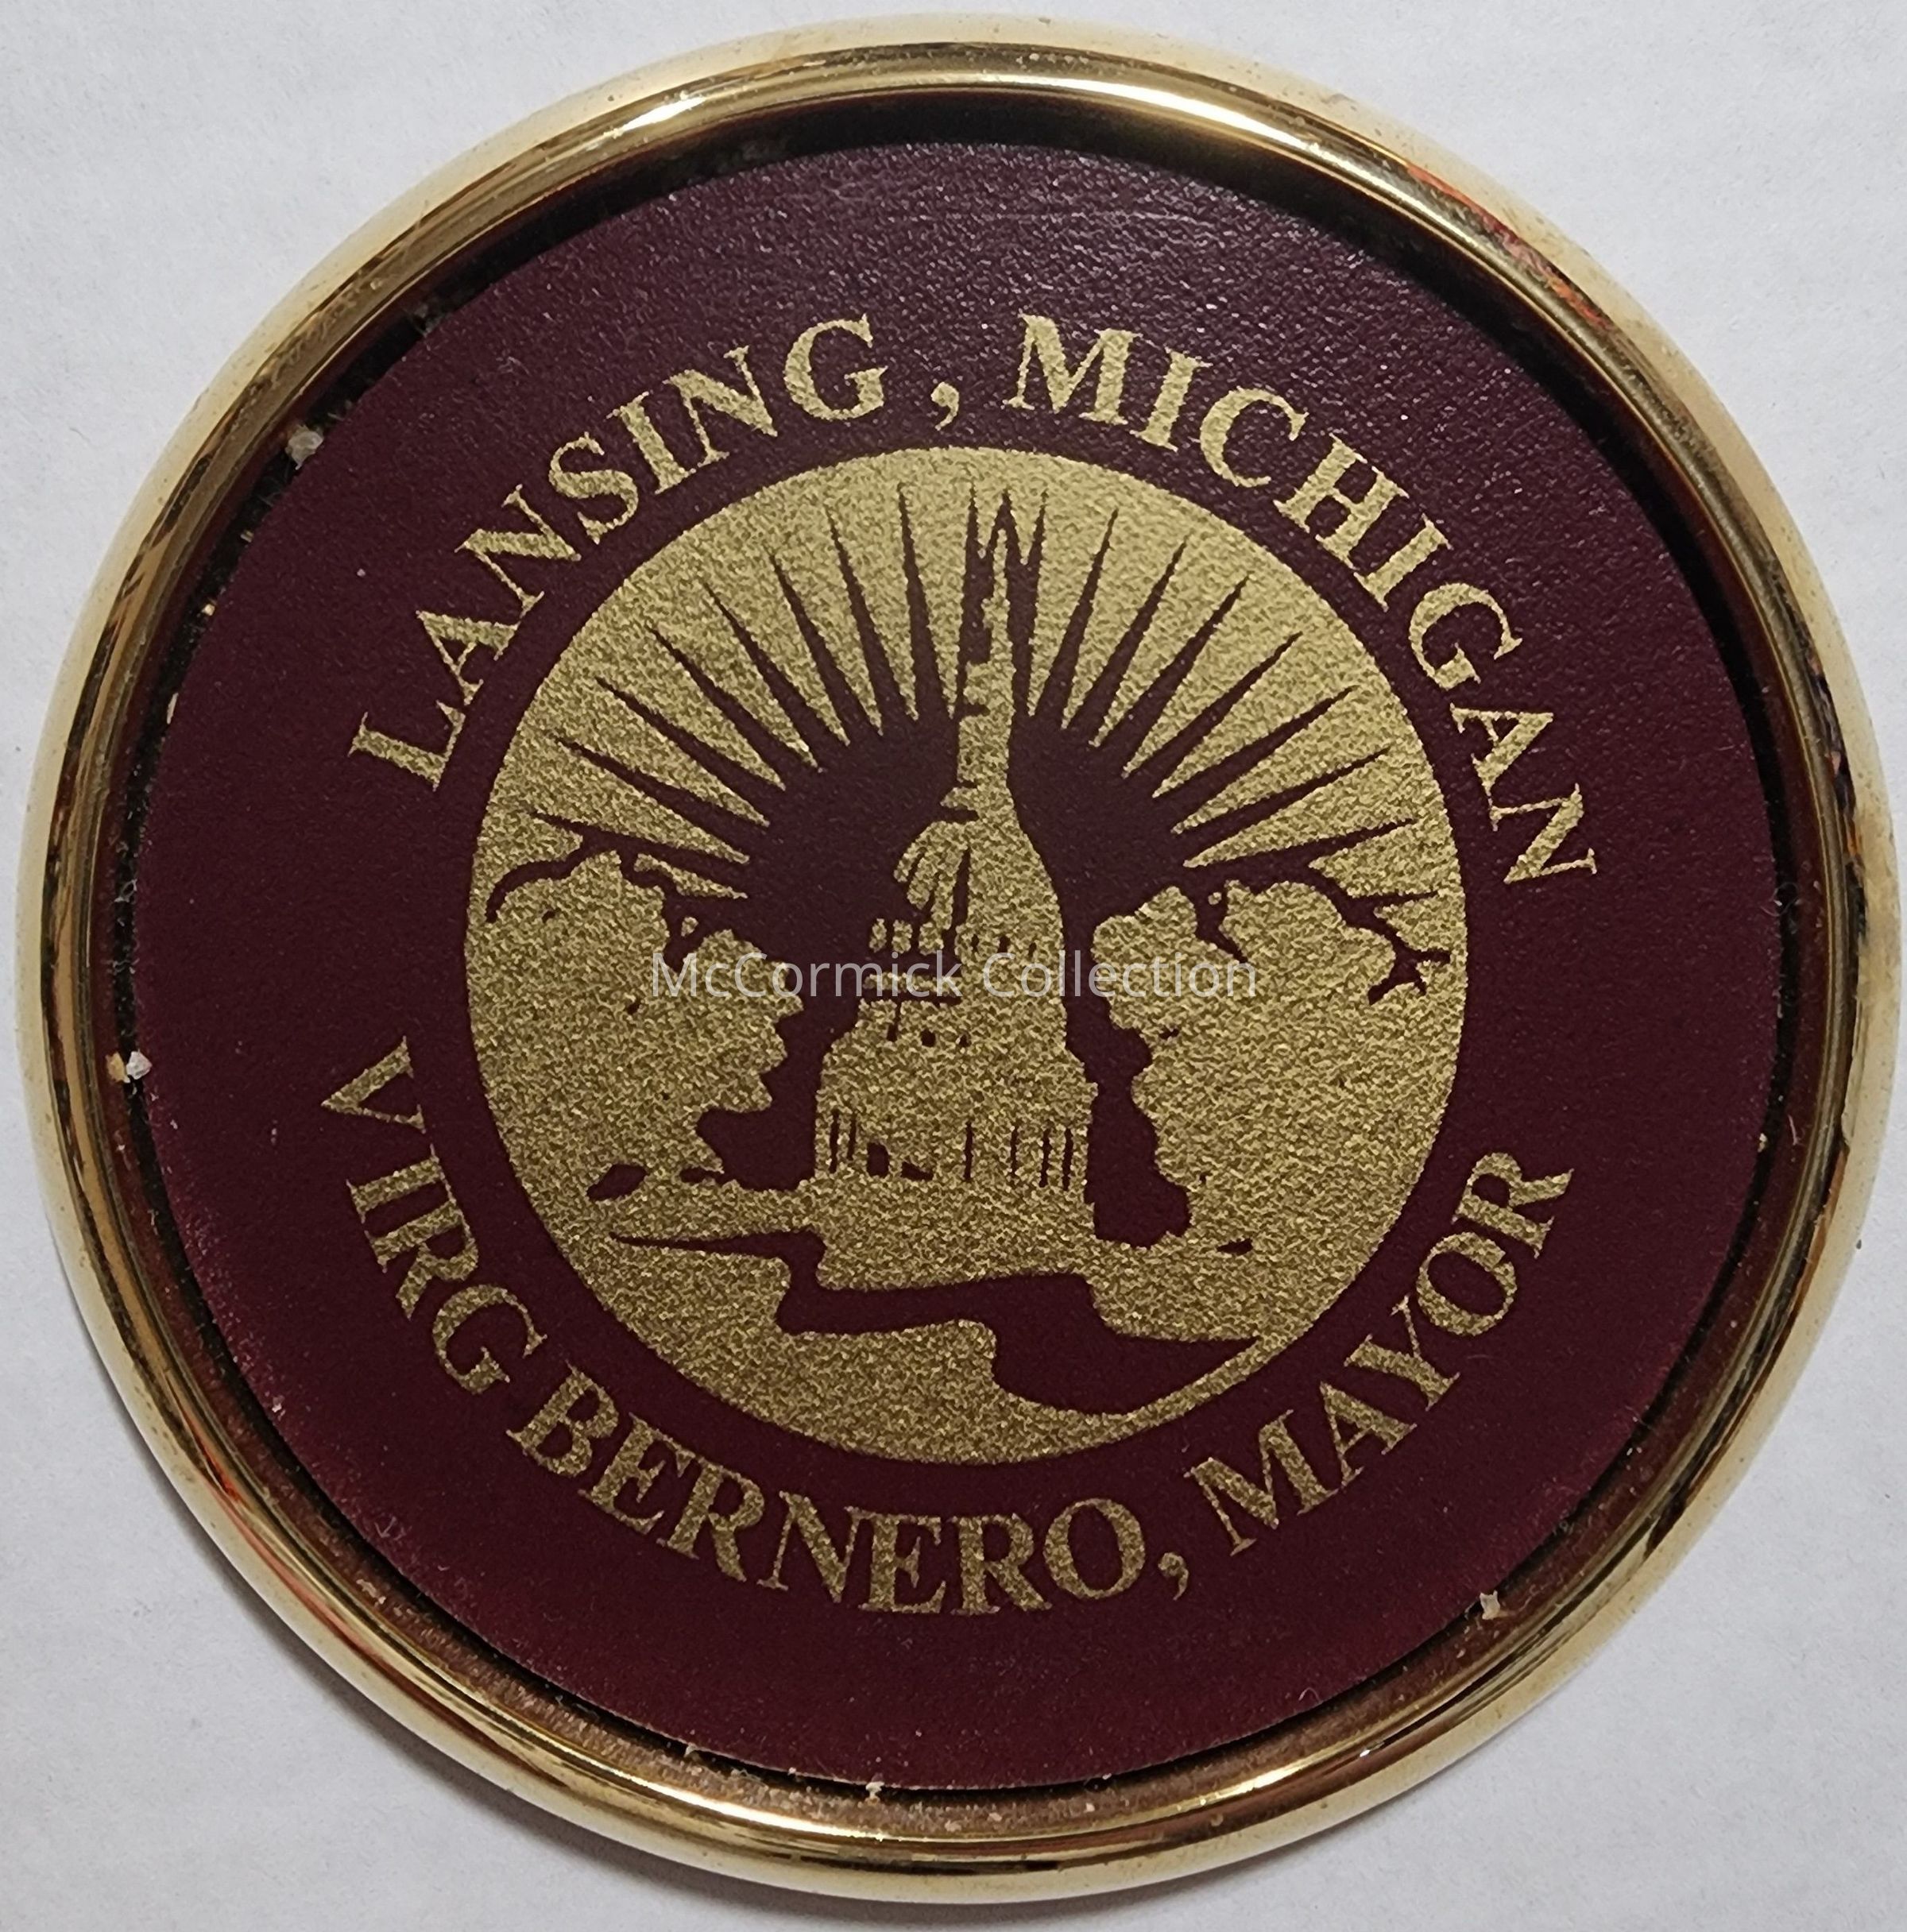 LANSING , MICHIGAN
McCormick Collection
VIRG BERNERO, MAYOR